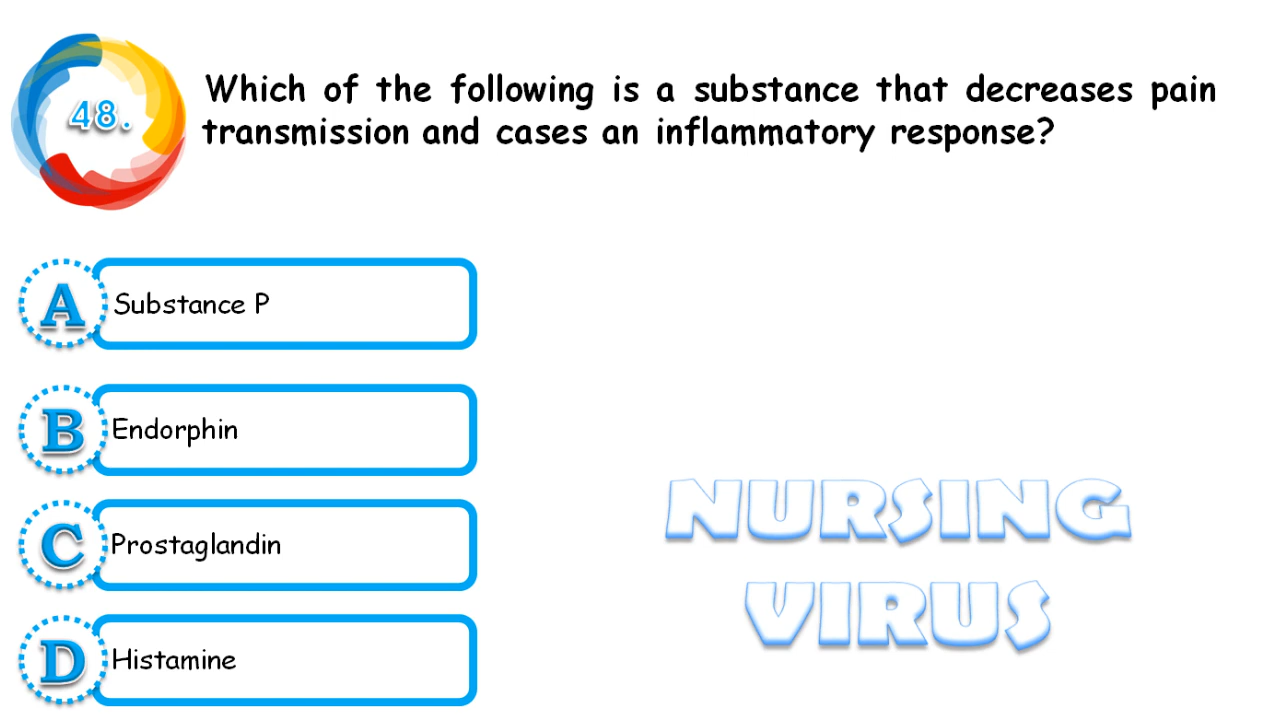 48.
Which of the following is a substance that decreases pain
transmission and cases an inflammatory response?
A
Substance P
B
Endorphin
C
Prostaglandin
D
Histamine
NURSING
VIRUS